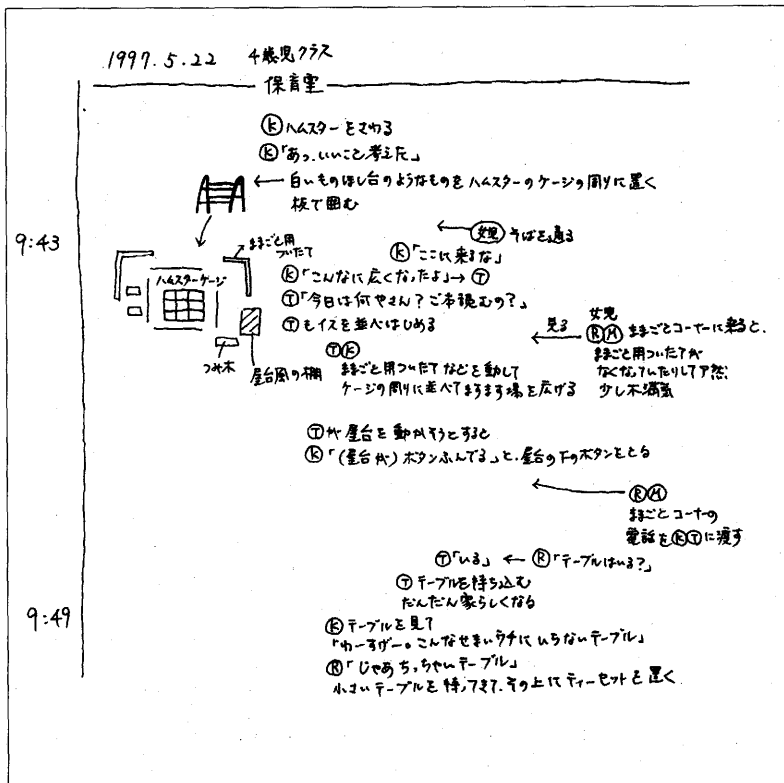 1997.5.22 4歳児クラス
保育室
Ⓚハムスターをさわる
Ⓚ「あっ、いいこと考えた」
← 白いものほし台のようなものをハムスターのケージの周りに置く
板で囲む
9:43
← 女児 そばを通る
Ⓚ「ここに来るな」
ままごと用
ついたて
Ⓚ「こんなに広くなったよ」→ Ⓣ
ハムスターケージ
Ⓣ「今日は何やさん?ご本読むの?」
Ⓣもイスを並べはじめる
つみ木
屋台風の棚
ⓉⓀ
ままごと用ついたてなどを動して
ケージの周りに並べてますます場を広げる
見る
女児
ⓇⓂ ままごとコーナーに来ると、
ままごと用ついたてが
なくなっていたりして
少し不満気
Ⓣが屋台を動かそうとすると
Ⓚ「(屋台が)ボタンふんでる」と、屋台の下のボタンをとる
ⓇⓂ
ままごとコーナーの
電話をⓀⓉに渡す
Ⓣ「いる」 ← Ⓡ「テーブルはいる?」
Ⓣテーブルを持ち込む
だんだん家らしくなる
9:49
Ⓚテーブルを見て
「わーすげー。こんなせまいウチにいらないテーブル」
Ⓡ「じゃあちっちゃいテーブル」
小さいテーブルを持ってきて、その上にティーセットを置く